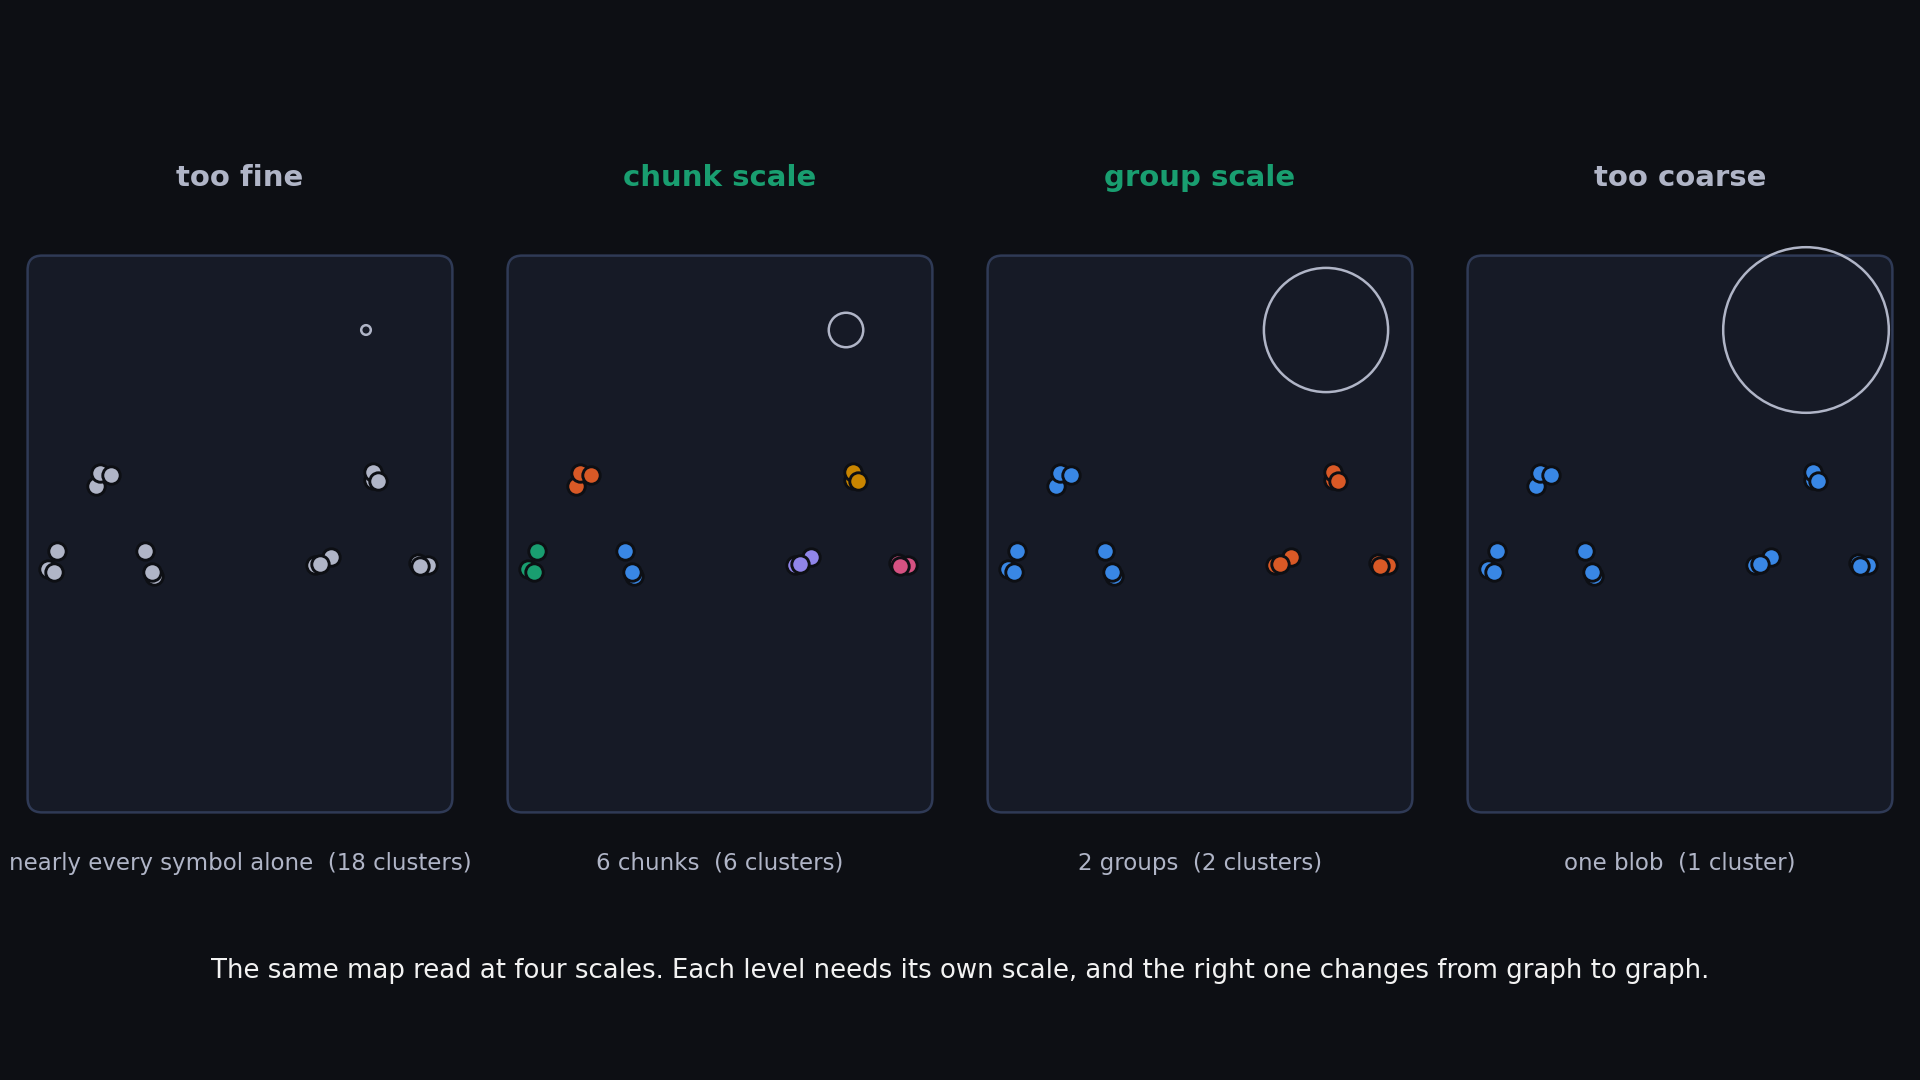 too fine
chunk scale
group scale
too coarse
nearly every symbol alone  (18 clusters)
6 chunks  (6 clusters)
2 groups  (2 clusters)
one blob  (1 cluster)
The same map read at four scales. Each level needs its own scale, and the right one changes from graph to graph.